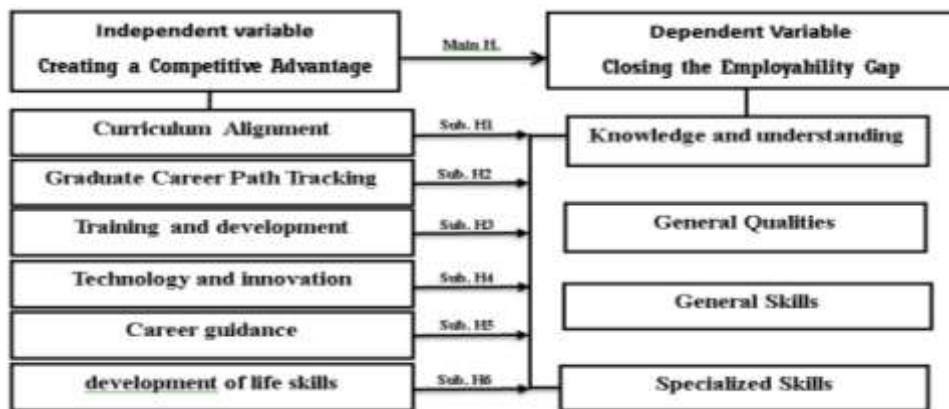 Independent variable
Creating a Competitive Advantage
Main H.
Dependent Variable
Closing the Employability Gap
Curriculum Alignment
Sub. H1
Knowledge and understanding
Graduate Career Path Tracking
Sub. H2
Training and development
Sub. H3
General Qualities
Technology and innovation
Sub. H4
General Skills
Career guidance
Sub. H5
development of life skills
Sub. H6
Specialized Skills